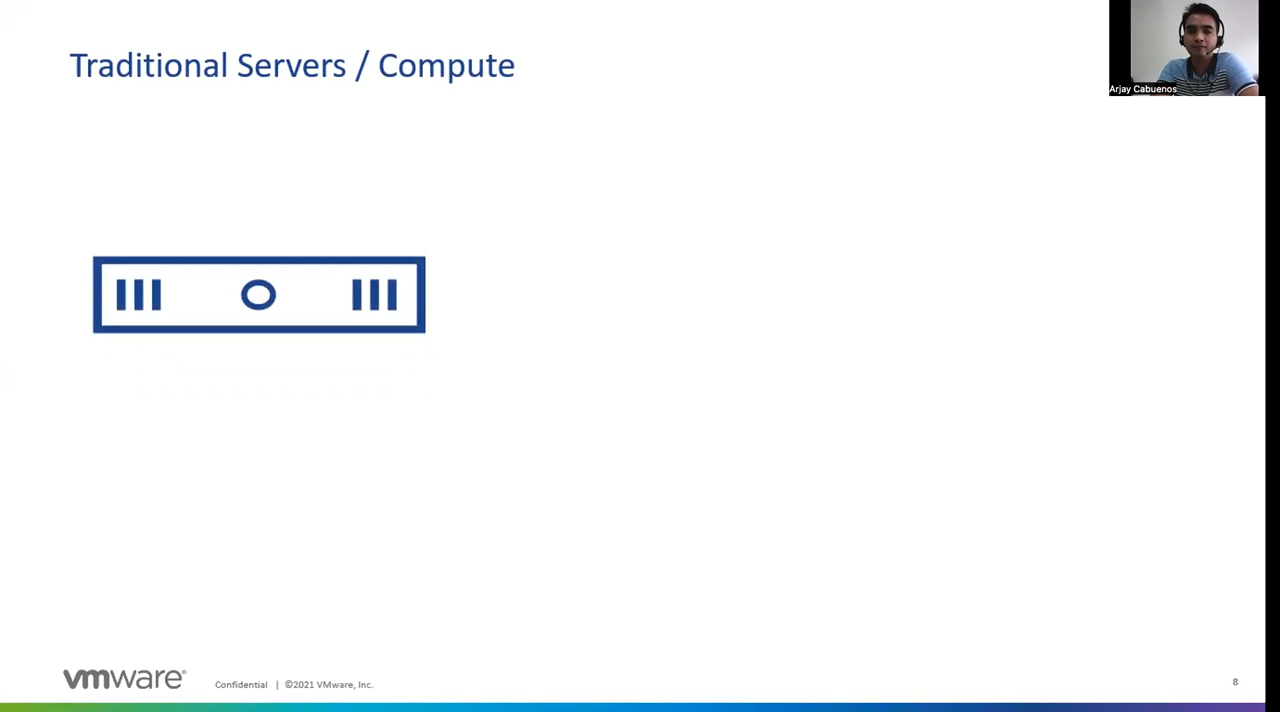 Traditional Servers / Compute
Arjay Cabuenos
vmware®
Confidential | ©2021 VMware, Inc.
8